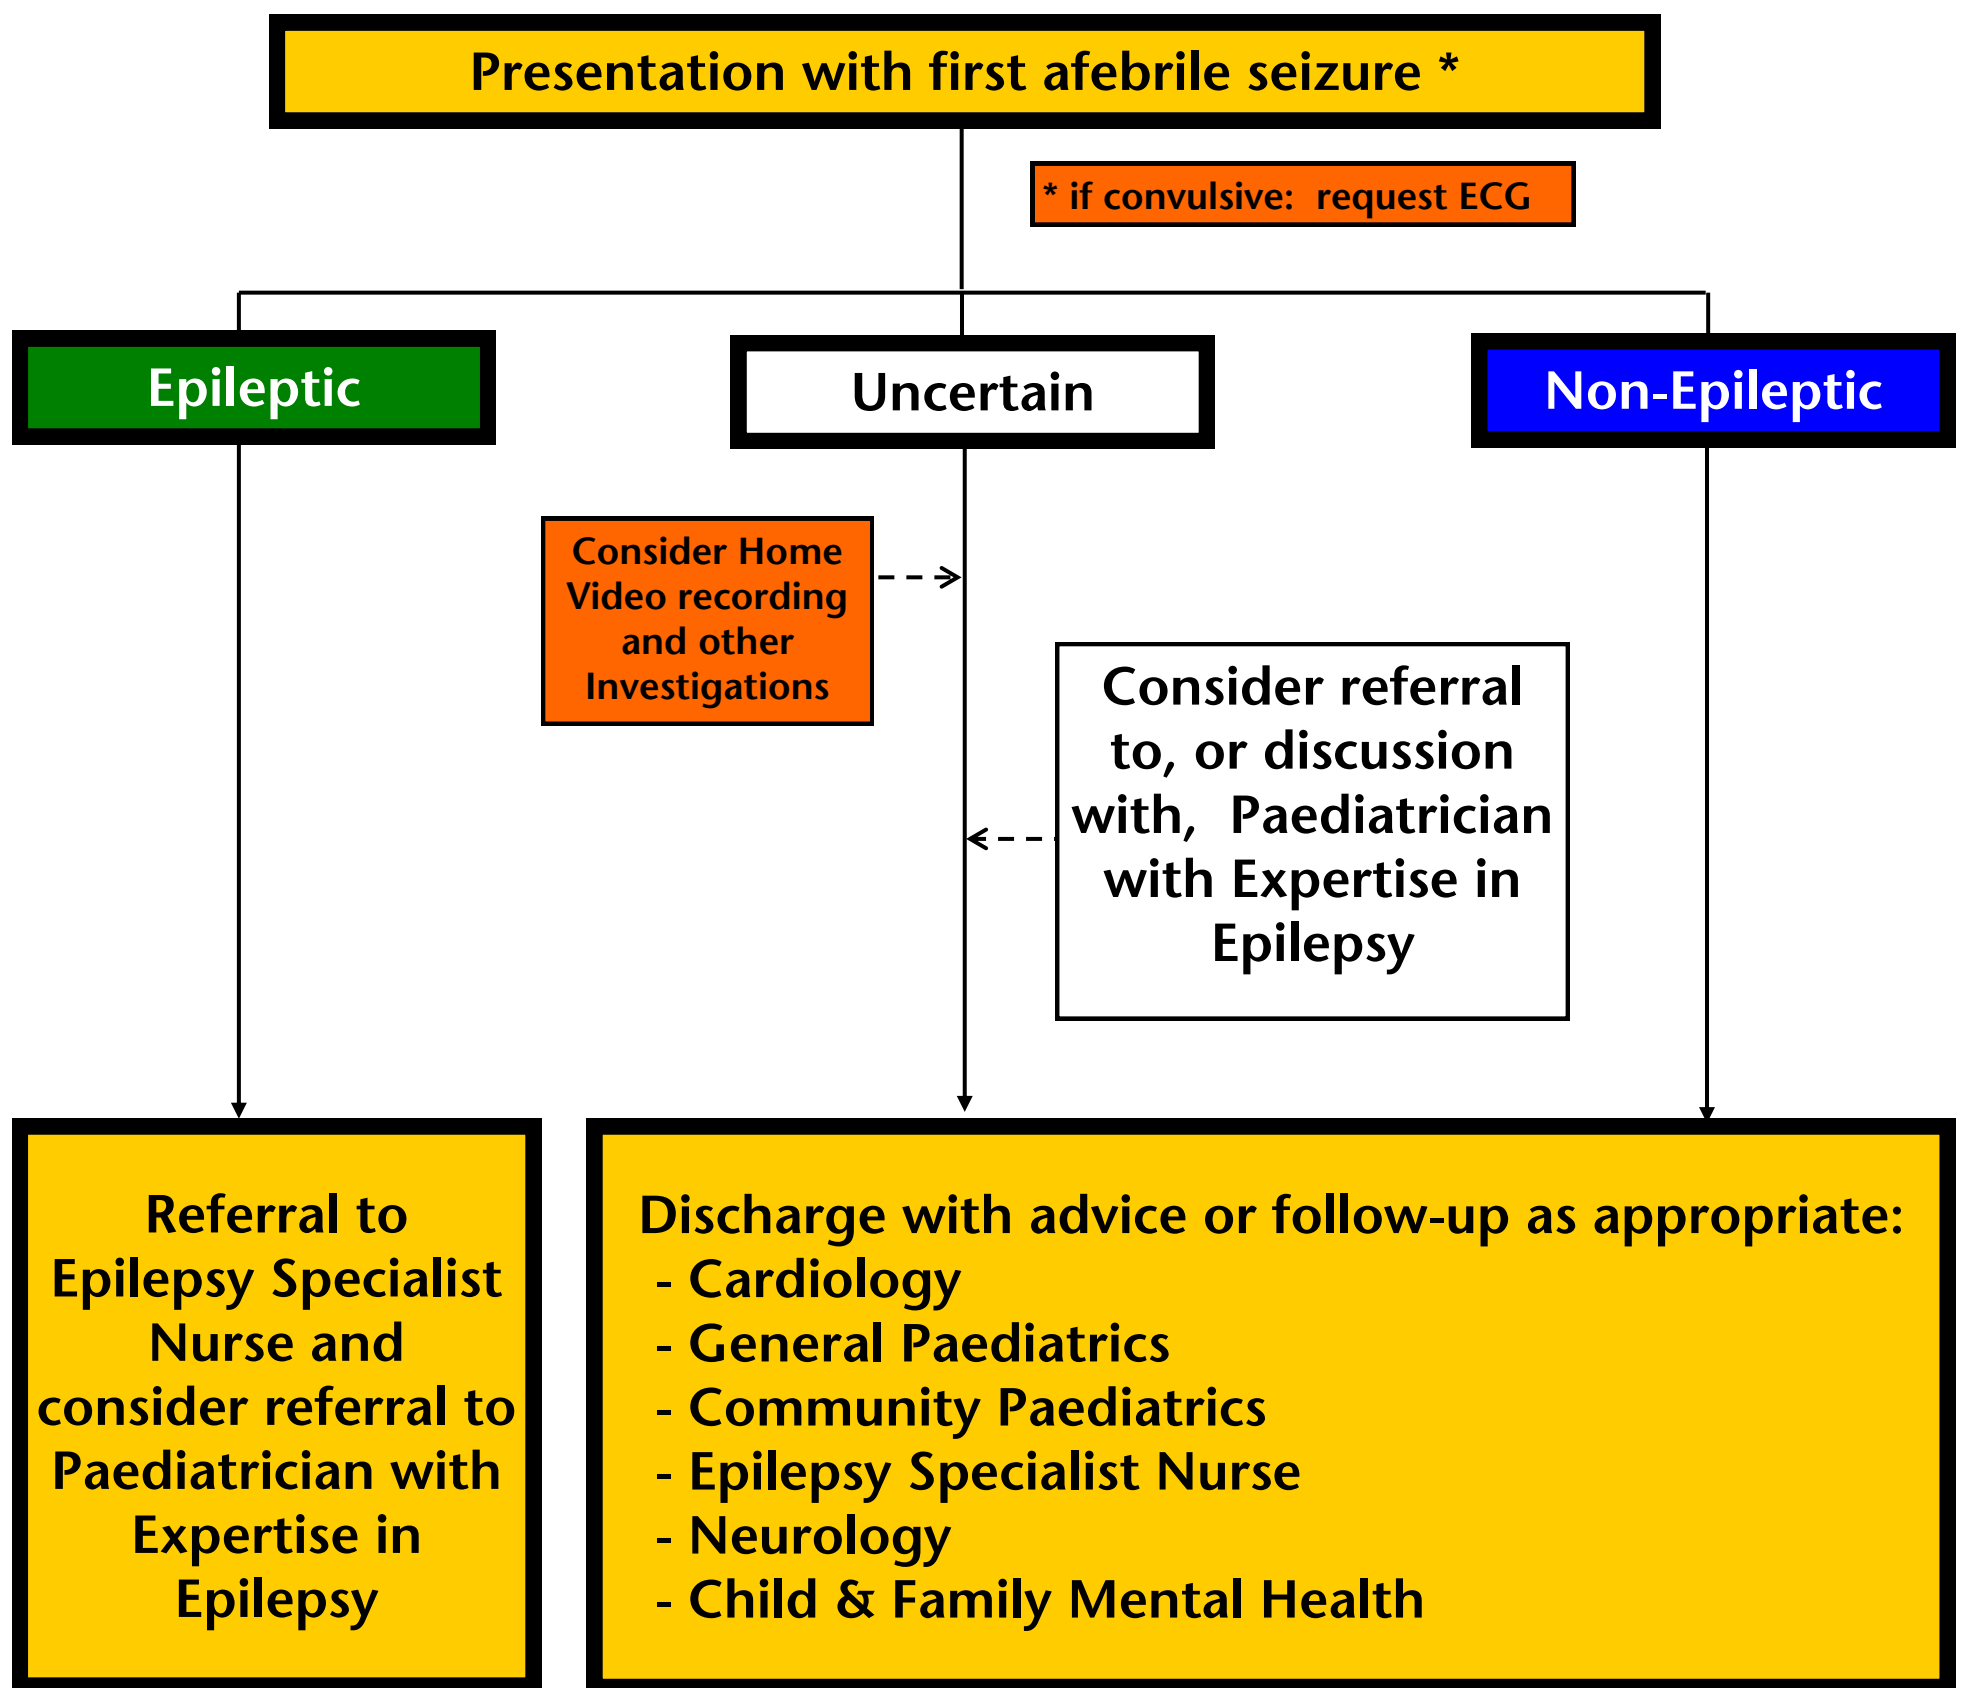 Presentation with first afebrile seizure *
* if convulsive:  request ECG
Epileptic
Uncertain
Non-Epileptic
Consider Home
Video recording
and other
Investigations
Consider referral
to, or discussion
with,  Paediatrician
with Expertise in
Epilepsy
Referral to
Epilepsy Specialist
Nurse and
consider referral to
Paediatrician with
Expertise in
Epilepsy
Discharge with advice or follow-up as appropriate:
- Cardiology
- General Paediatrics
- Community Paediatrics
- Epilepsy Specialist Nurse
- Neurology
- Child & Family Mental Health